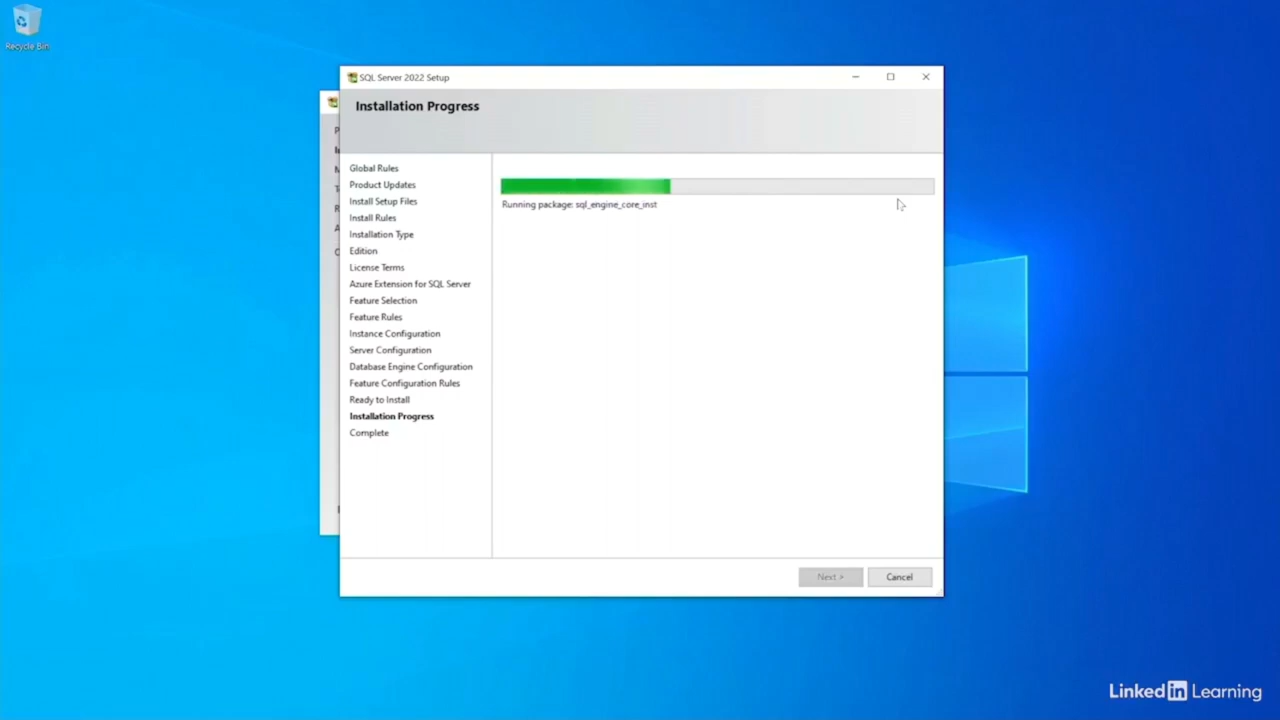 Recycle Bin
SQL Server 2022 Setup
Installation Progress
Global Rules
Product Updates
Install Setup Files
Install Rules
Installation Type
Edition
License Terms
Azure Extension for SQL Server
Feature Selection
Feature Rules
Instance Configuration
Server Configuration
Database Engine Configuration
Feature Configuration Rules
Ready to Install
Installation Progress
Complete
Running package: sql_engine_core_inst
Next >
Cancel
LinkedIn Learning